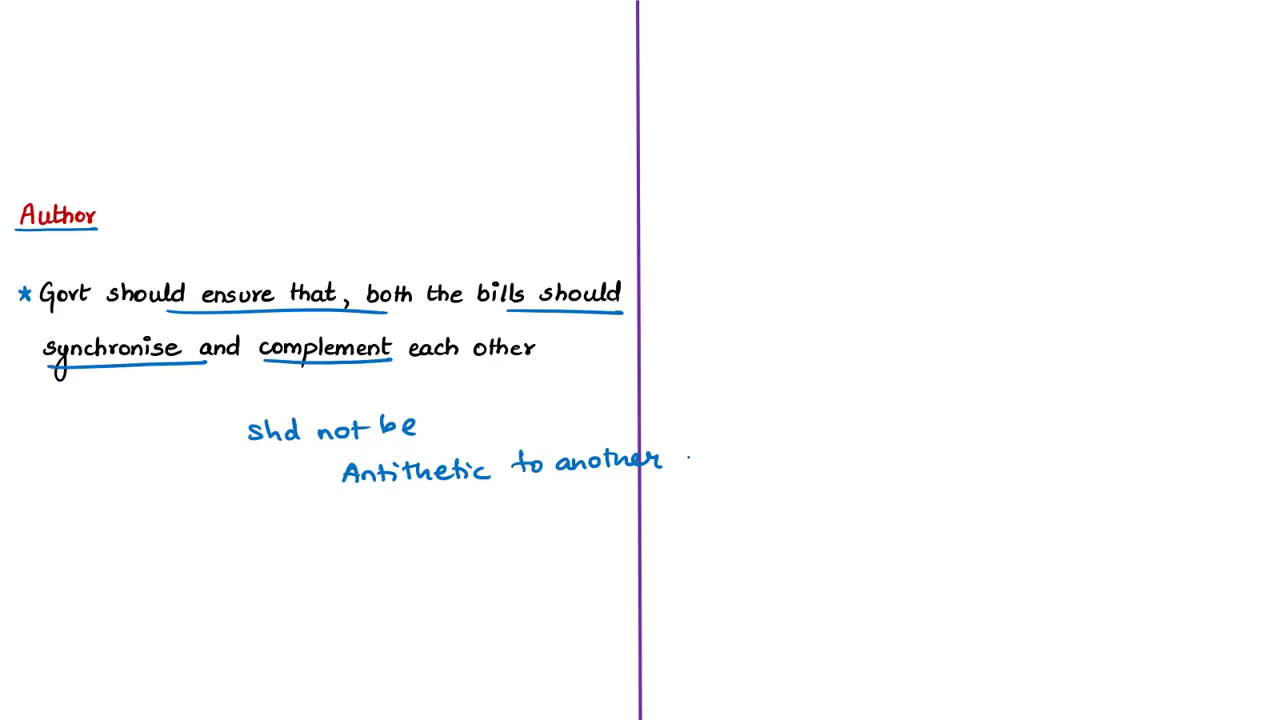 Author
* Govt should ensure that, both the bills should
synchronise and complement each other
shd not be
Antithetic to another